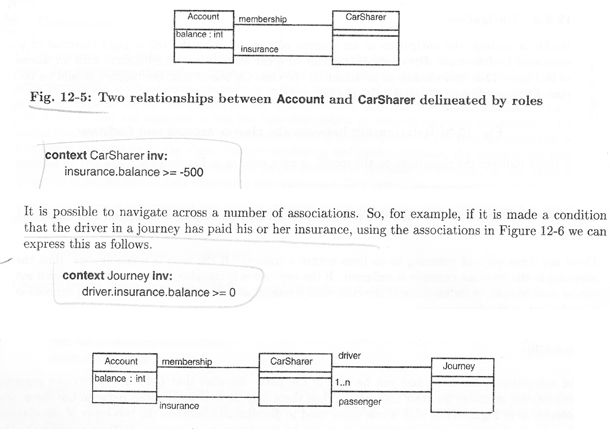 Account
membership
CarSharer
balance : int
insurance
Fig. 12-5: Two relationships between Account and CarSharer delineated by roles
context CarSharer inv:
insurance.balance >= -500
It is possible to navigate across a number of associations. So, for example, if it is made a condition
that the driver in a journey has paid his or her insurance, using the associations in Figure 12-6 we can
express this as follows.
context Journey inv:
driver.insurance.balance >= 0
Account
membership
CarSharer
driver
Journey
balance : int
1..n
insurance
passenger